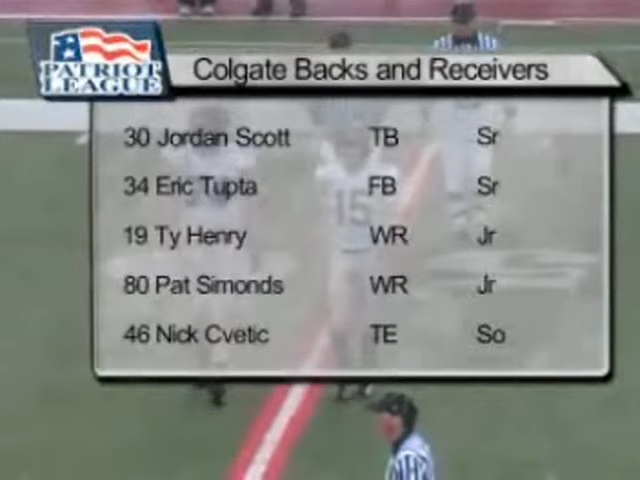 PATRIOT
LEAGUE
Colgate Backs and Receivers
30 Jordan Scott TB Sr
34 Eric Tupta FB Sr
19 Ty Henry WR Jr
80 Pat Simonds WR Jr
46 Nick Cvetic TE So
15